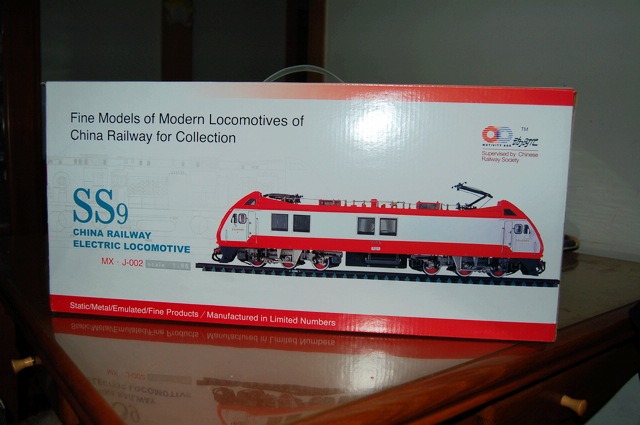 Fine Models of Modern Locomotives of
China Railway for Collection
TM
Supervised by Chinese
Railway Society
SS9
CHINA RAILWAY
ELECTRIC LOCOMOTIVE
MX - J-002
Static/Metal/Emulated/Fine Products / Manufactured in Limited Numbers